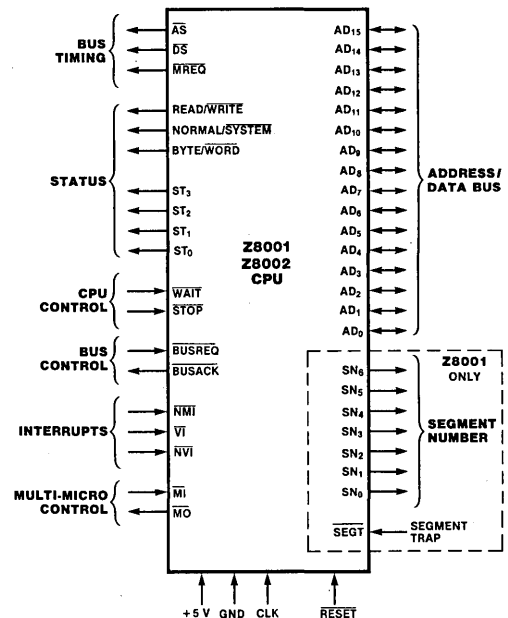 BUS
TIMING
AS
DS
MREQ
STATUS
READ/WRITE
NORMAL/SYSTEM
BYTE/WORD
ST3
ST2
ST1
ST0
CPU
CONTROL
WAIT
STOP
BUS
CONTROL
BUSREQ
BUSACK
INTERRUPTS
NMI
VI
NVI
MULTI-MICRO
CONTROL
MI
MO
Z8001
Z8002
CPU
AD15
AD14
AD13
AD12
AD11
AD10
AD9
AD8
AD7
AD6
AD5
AD4
AD3
AD2
AD1
AD0
ADDRESS/
DATA BUS
Z8001
ONLY
SN6
SN5
SN4
SN3
SN2
SN1
SN0
SEGMENT
NUMBER
SEGT
SEGMENT
TRAP
+5 V GND CLK RESET